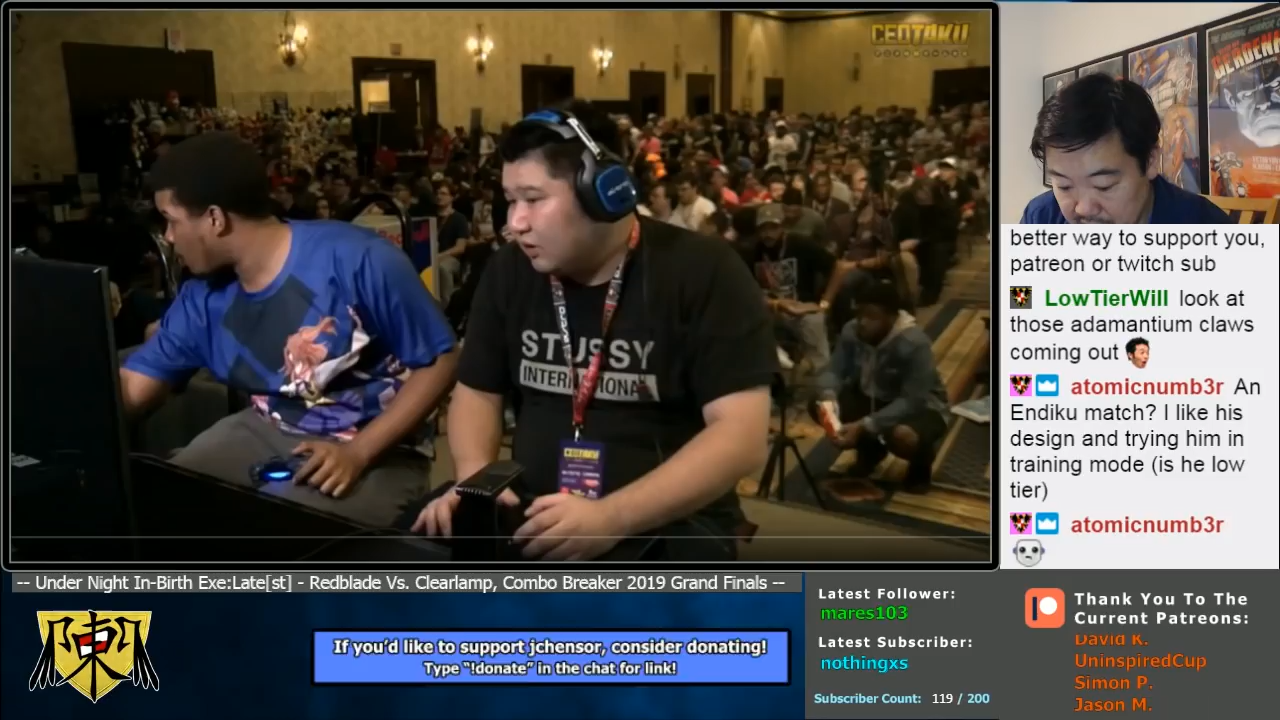 CEOTAKU
STUSSY
INTERNATIONAL
CEOTAKU
better way to support you,
patreon or twitch sub
LowTierWill look at
those adamantium claws
coming out
atomicnumb3r An
Endiku match? I like his
design and trying him in
training mode (is he low
tier)
atomicnumb3r
-- Under Night In-Birth Exe:Late[st] - Redblade Vs. Clearlamp, Combo Breaker 2019 Grand Finals --
If you'd like to support jchensor, consider donating!
Type "!donate" in the chat for link!
Latest Follower:
mares103
Latest Subscriber:
nothingxs
Subscriber Count: 119 / 200
Thank You To The
Current Patreons:
David K.
UninspiredCup
Simon P.
Jason M.